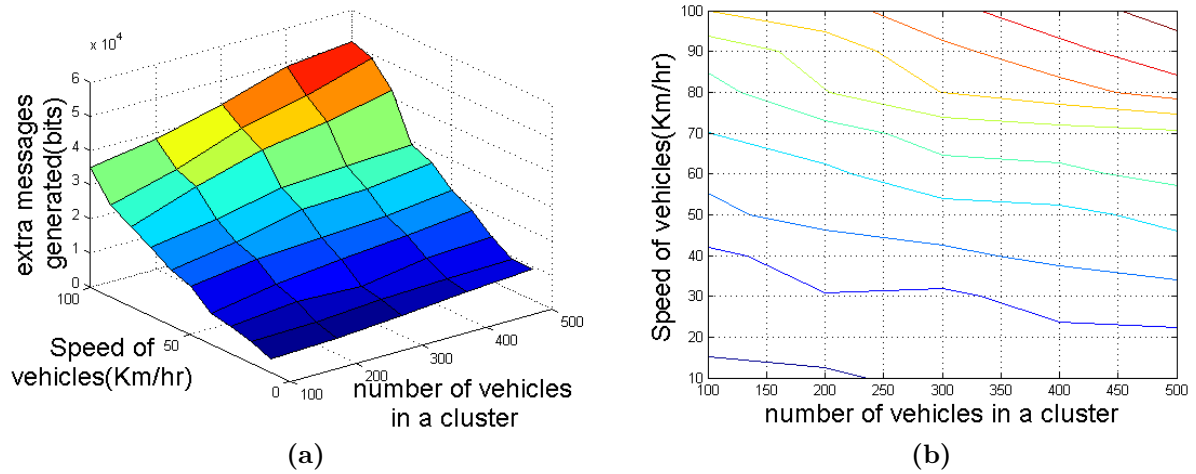 x 10^4
6
5
4
3
2
1
0
extra messages
generated(bits)
100
50
0
Speed of
vehicles(Km/hr)
100
200
300
400
500
number of vehicles
in a cluster
(a)
100
90
80
70
60
50
40
30
20
10
Speed of vehicles(Km/hr)
100 150 200 250 300 350 400 450 500
number of vehicles in a cluster
(b)